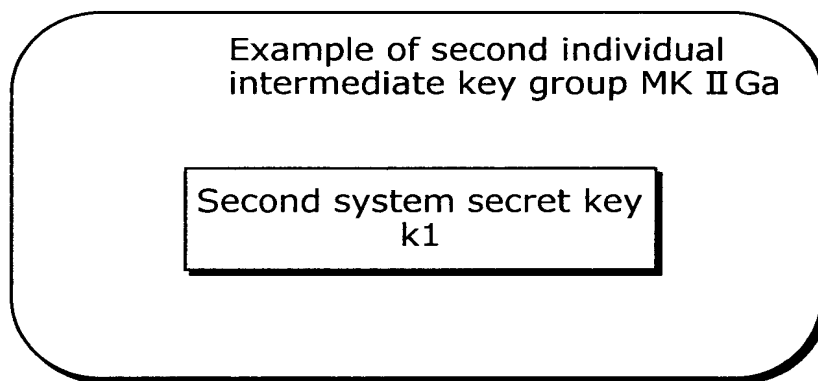 Example of second individual
intermediate key group MK Ⅱ Ga
Second system secret key
k1